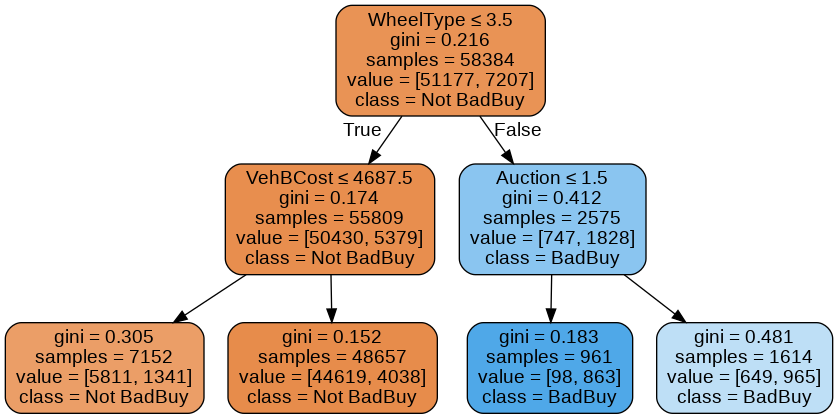 WheelType ≤ 3.5
gini = 0.216
samples = 58384
value = [51177, 7207]
class = Not BadBuy
True
False
VehBCost ≤ 4687.5
gini = 0.174
samples = 55809
value = [50430, 5379]
class = Not BadBuy
Auction ≤ 1.5
gini = 0.412
samples = 2575
value = [747, 1828]
class = BadBuy
gini = 0.305
samples = 7152
value = [5811, 1341]
class = Not BadBuy
gini = 0.152
samples = 48657
value = [44619, 4038]
class = Not BadBuy
gini = 0.183
samples = 961
value = [98, 863]
class = BadBuy
gini = 0.481
samples = 1614
value = [649, 965]
class = BadBuy